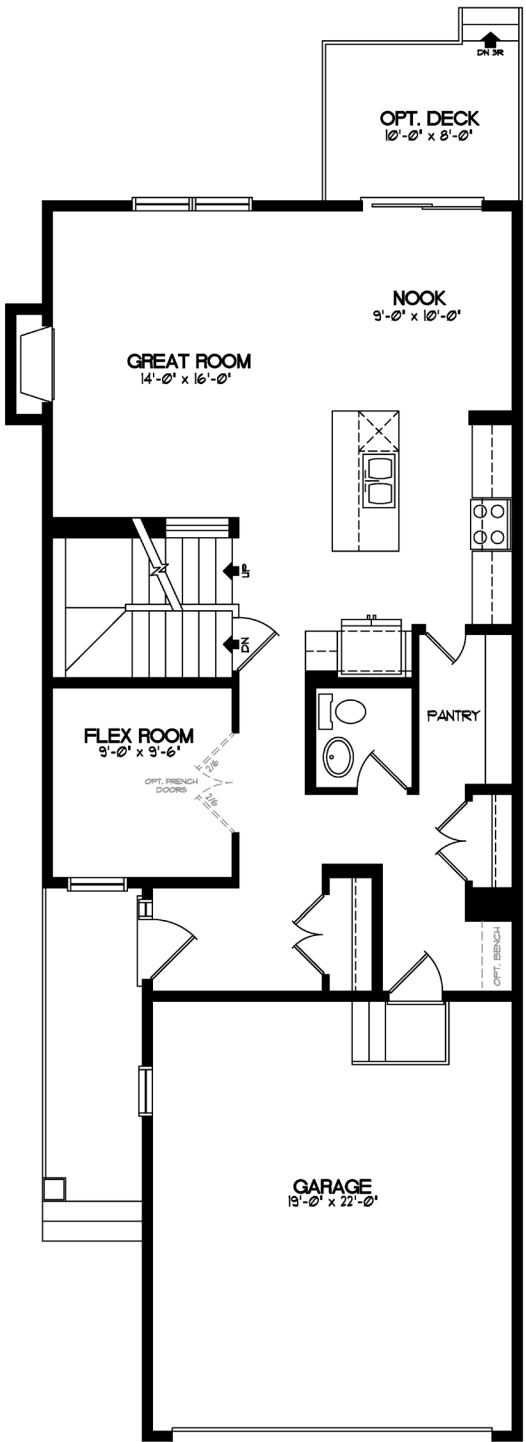 DN 3R
OPT. DECK
10'-0" x 8'-0"
NOOK
9'-0" x 10'-0"
GREAT ROOM
14'-0" x 16'-0"
UP
DN
PANTRY
FLEX ROOM
9'-0" x 9'-6"
2/6
OPT. FRENCH
DOORS
2/6
OPT. BENCH
GARAGE
19'-0" x 22'-0"